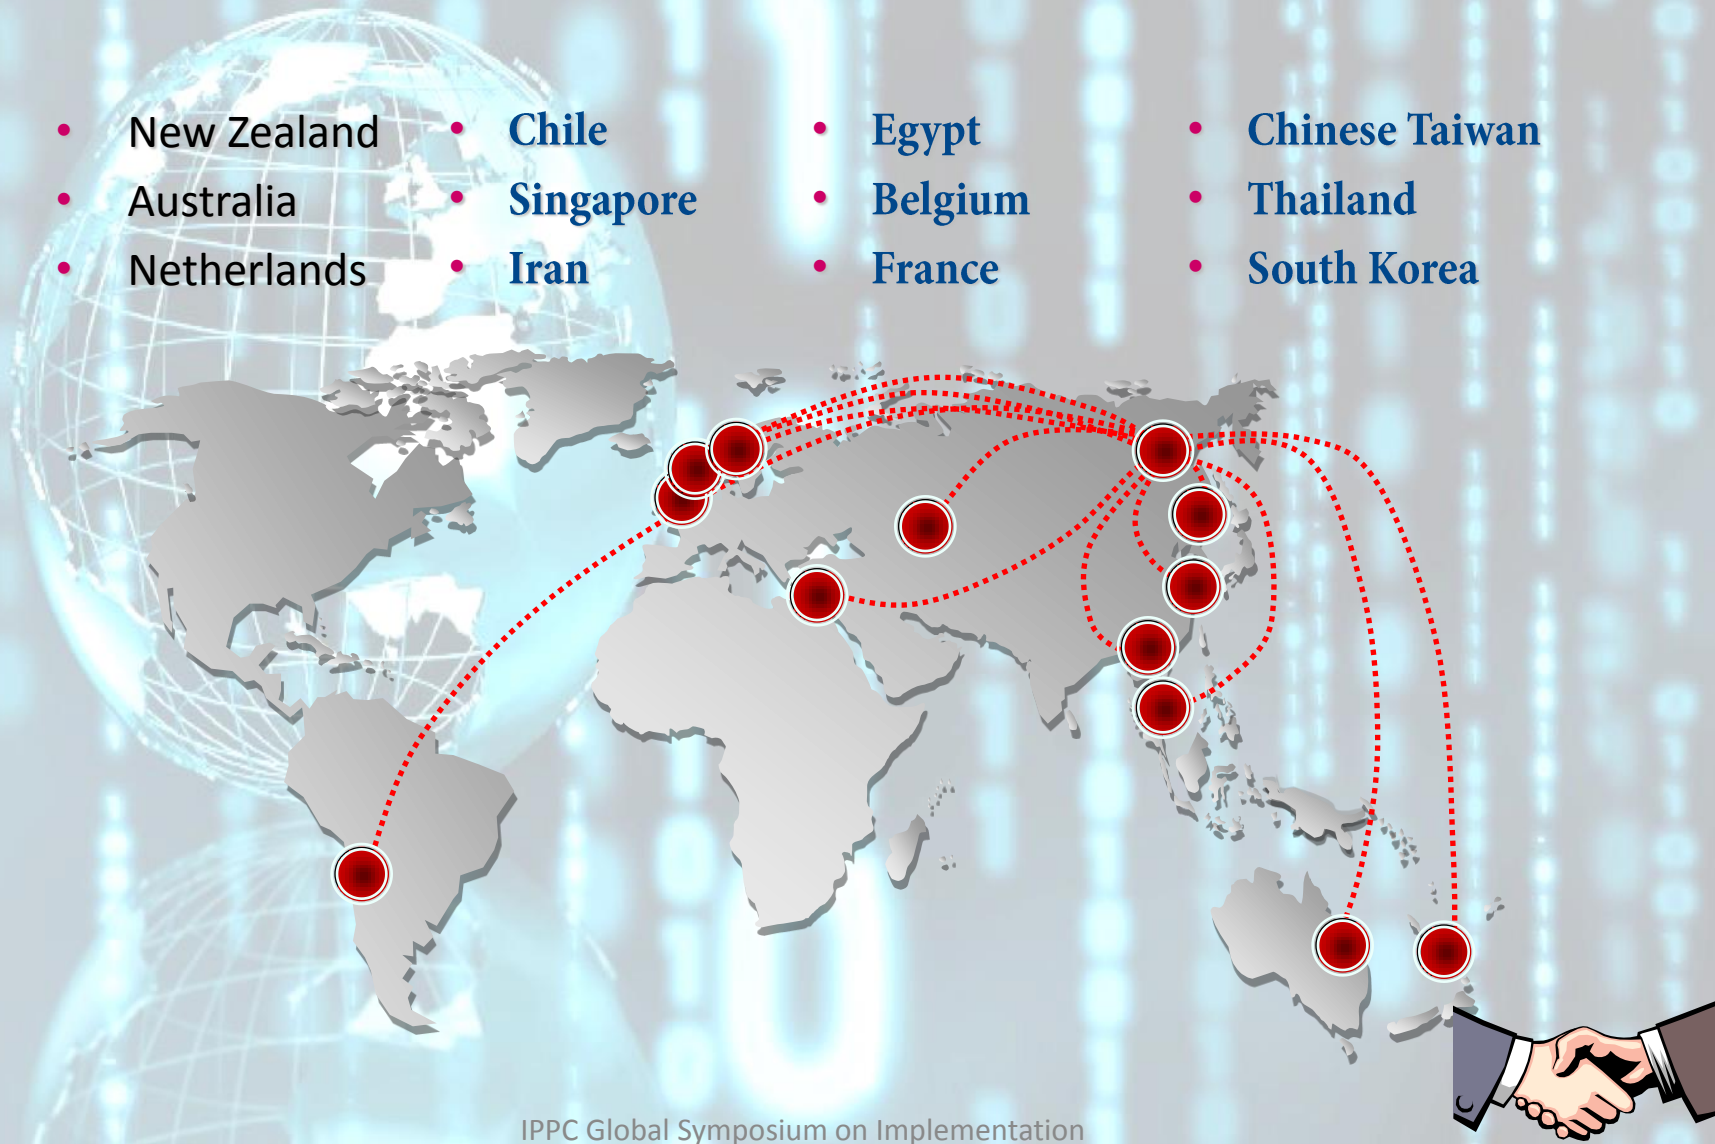 New Zealand
Australia
Netherlands
Chile
Singapore
Iran
Egypt
Belgium
France
Chinese Taiwan
Thailand
South Korea
IPPC Global Symposium on Implementation